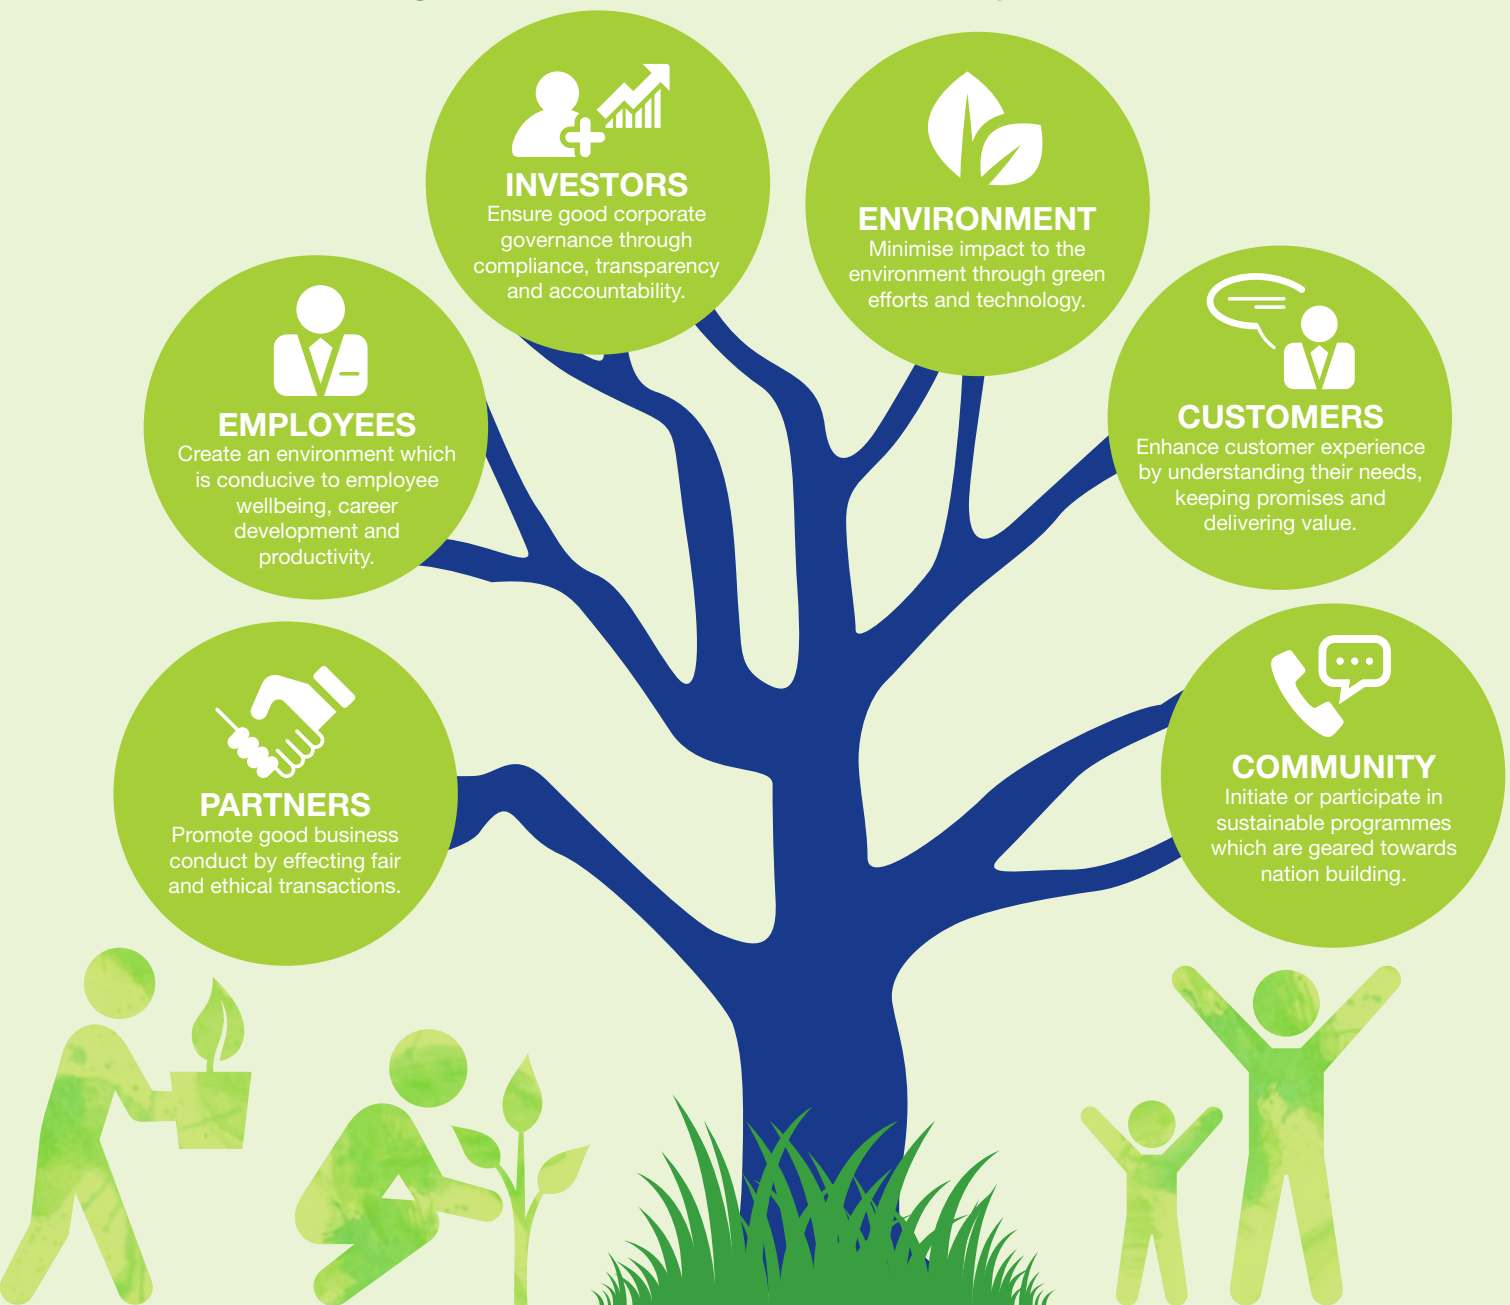 INVESTORS
Ensure good corporate
governance through
compliance, transparency
and accountability.
ENVIRONMENT
Minimise impact to the
environment through green
efforts and technology.
EMPLOYEES
Create an environment which
is conducive to employee
wellbeing, career
development and
productivity.
CUSTOMERS
Enhance customer experience
by understanding their needs,
keeping promises and
delivering value.
PARTNERS
Promote good business
conduct by effecting fair
and ethical transactions.
COMMUNITY
Initiate or participate in
sustainable programmes
which are geared towards
nation building.